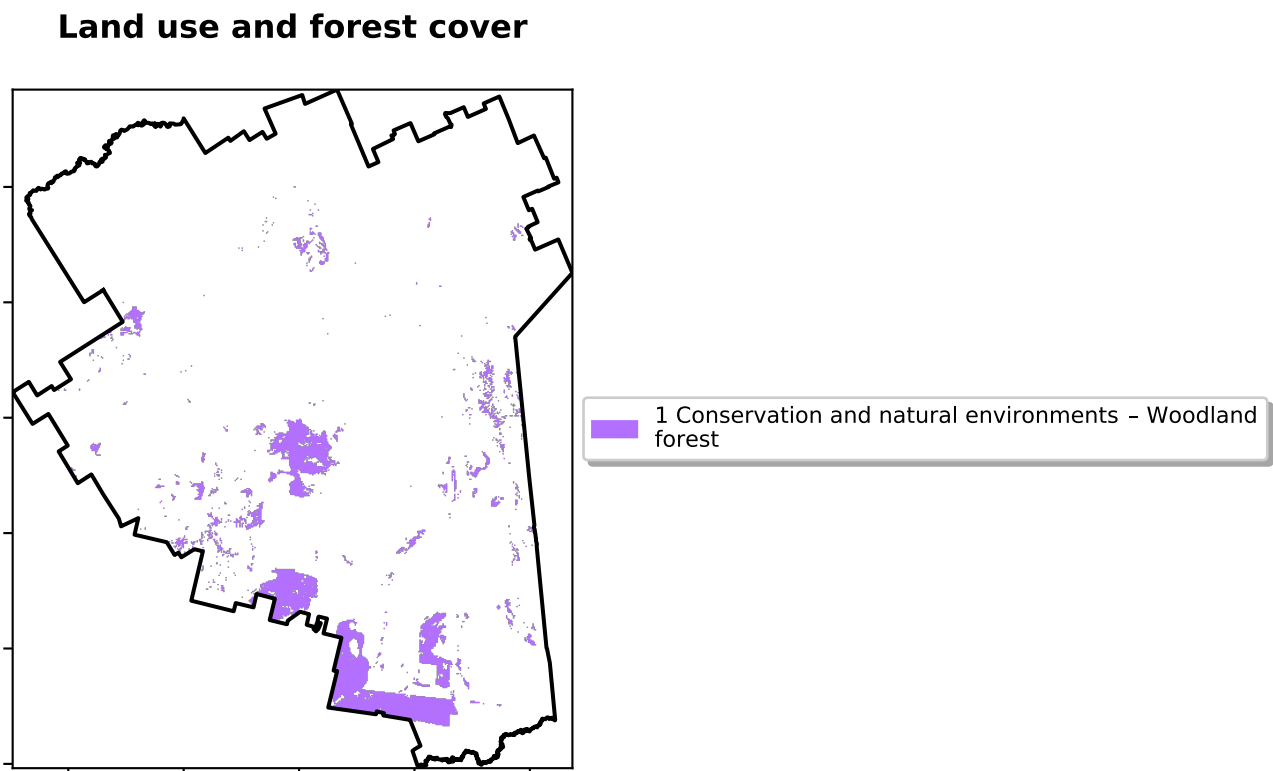 Land use and forest cover
1 Conservation and natural environments – Woodland
forest